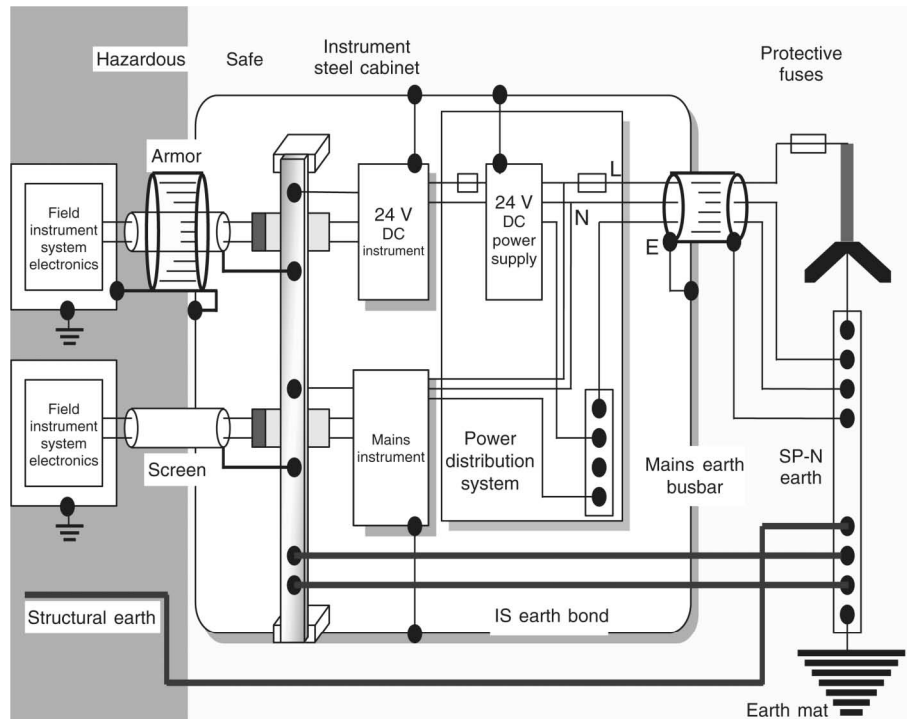 Hazardous
Safe
Instrument
steel cabinet
Protective
fuses
Armor
L
Field
instrument
system
electronics
24 V
DC
instrument
24 V
DC
power
supply
N
E
Field
instrument
system
electronics
Screen
Mains
instrument
Power
distribution
system
Mains earth
busbar
SP-N
earth
Structural earth
IS earth bond
Earth mat